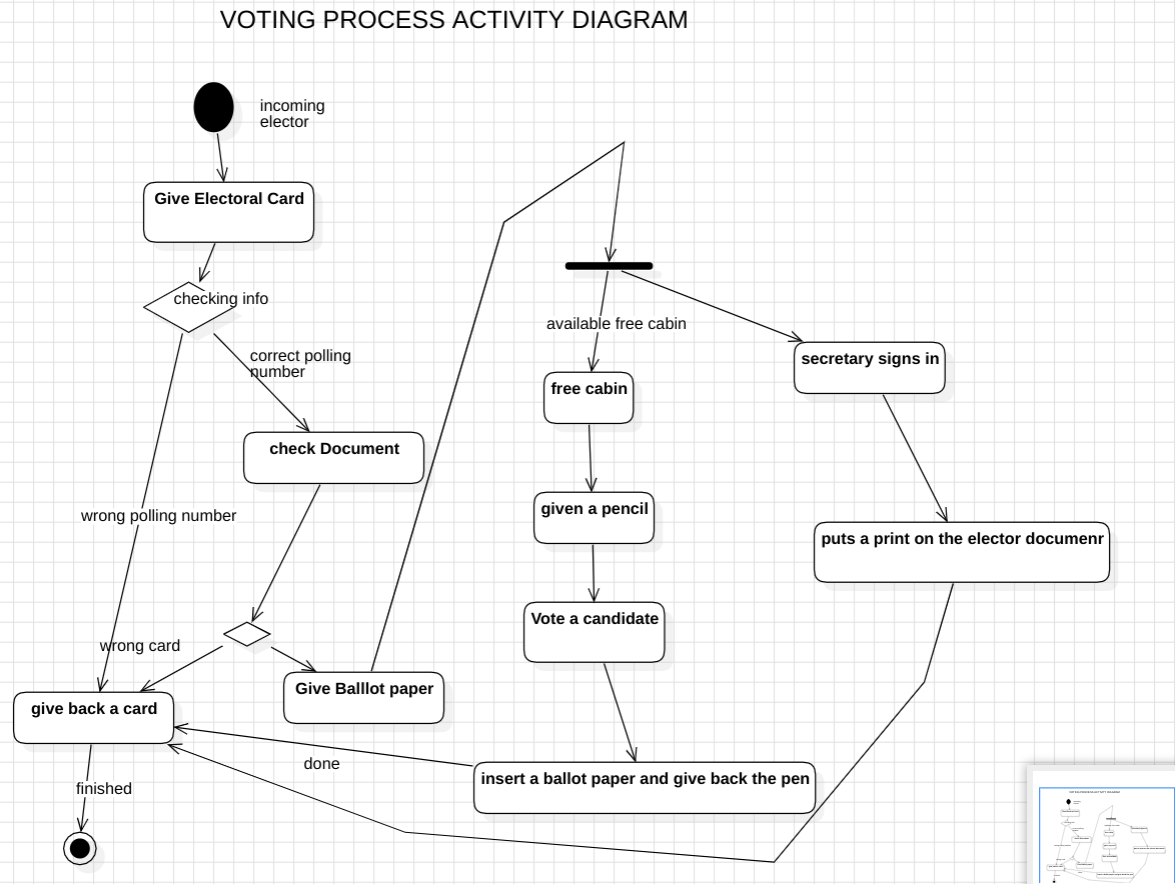 VOTING PROCESS ACTIVITY DIAGRAM
incoming
elector
Give Electoral Card
checking info
correct polling
number
available free cabin
secretary signs in
free cabin
check Document
given a pencil
wrong polling number
puts a print on the elector documenr
Vote a candidate
wrong card
Give Balllot paper
give back a card
done
insert a ballot paper and give back the pen
finished